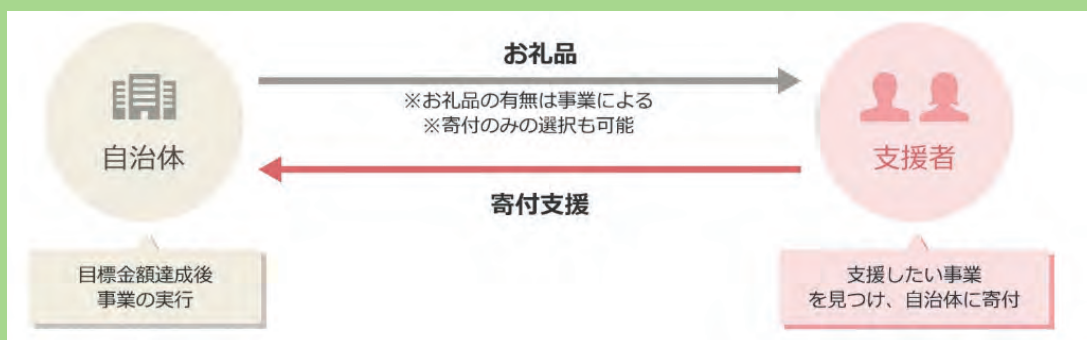 お礼品
※お礼品の有無は事業による
※寄付のみの選択も可能
自治体
支援者
寄付支援
目標金額達成後
事業の実行
支援したい事業
を見つけ、自治体に寄付